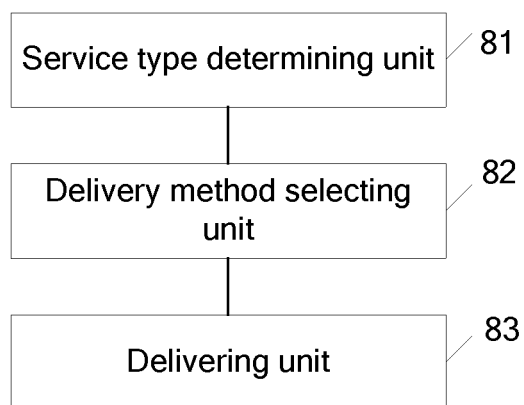 Service type determining unit 81
Delivery method selecting unit 82
Delivering unit 83